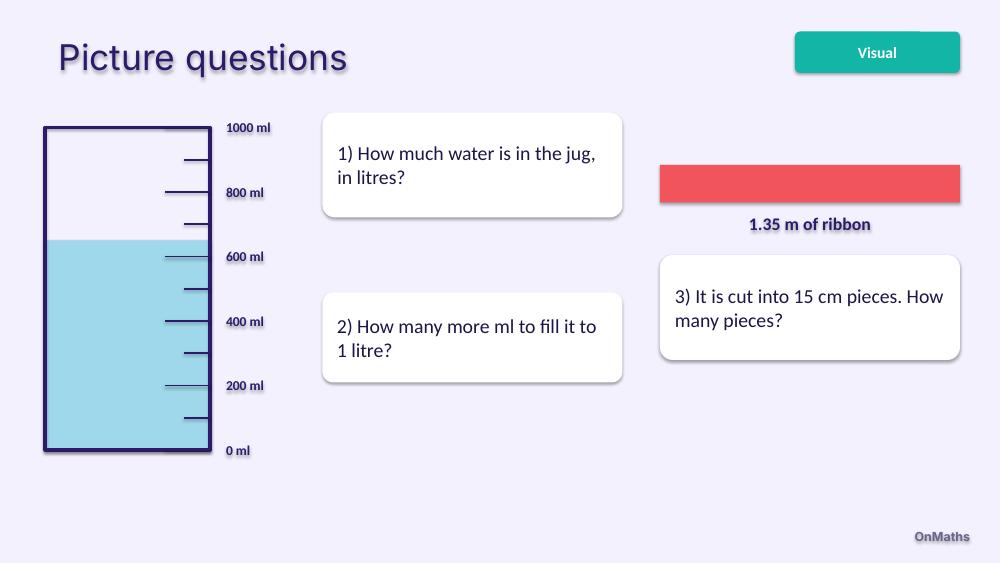 Picture questions
Visual
1000 ml
800 ml
600 ml
400 ml
200 ml
0 ml
1) How much water is in the jug,
in litres?
2) How many more ml to fill it to
1 litre?
1.35 m of ribbon
3) It is cut into 15 cm pieces. How
many pieces?
OnMaths